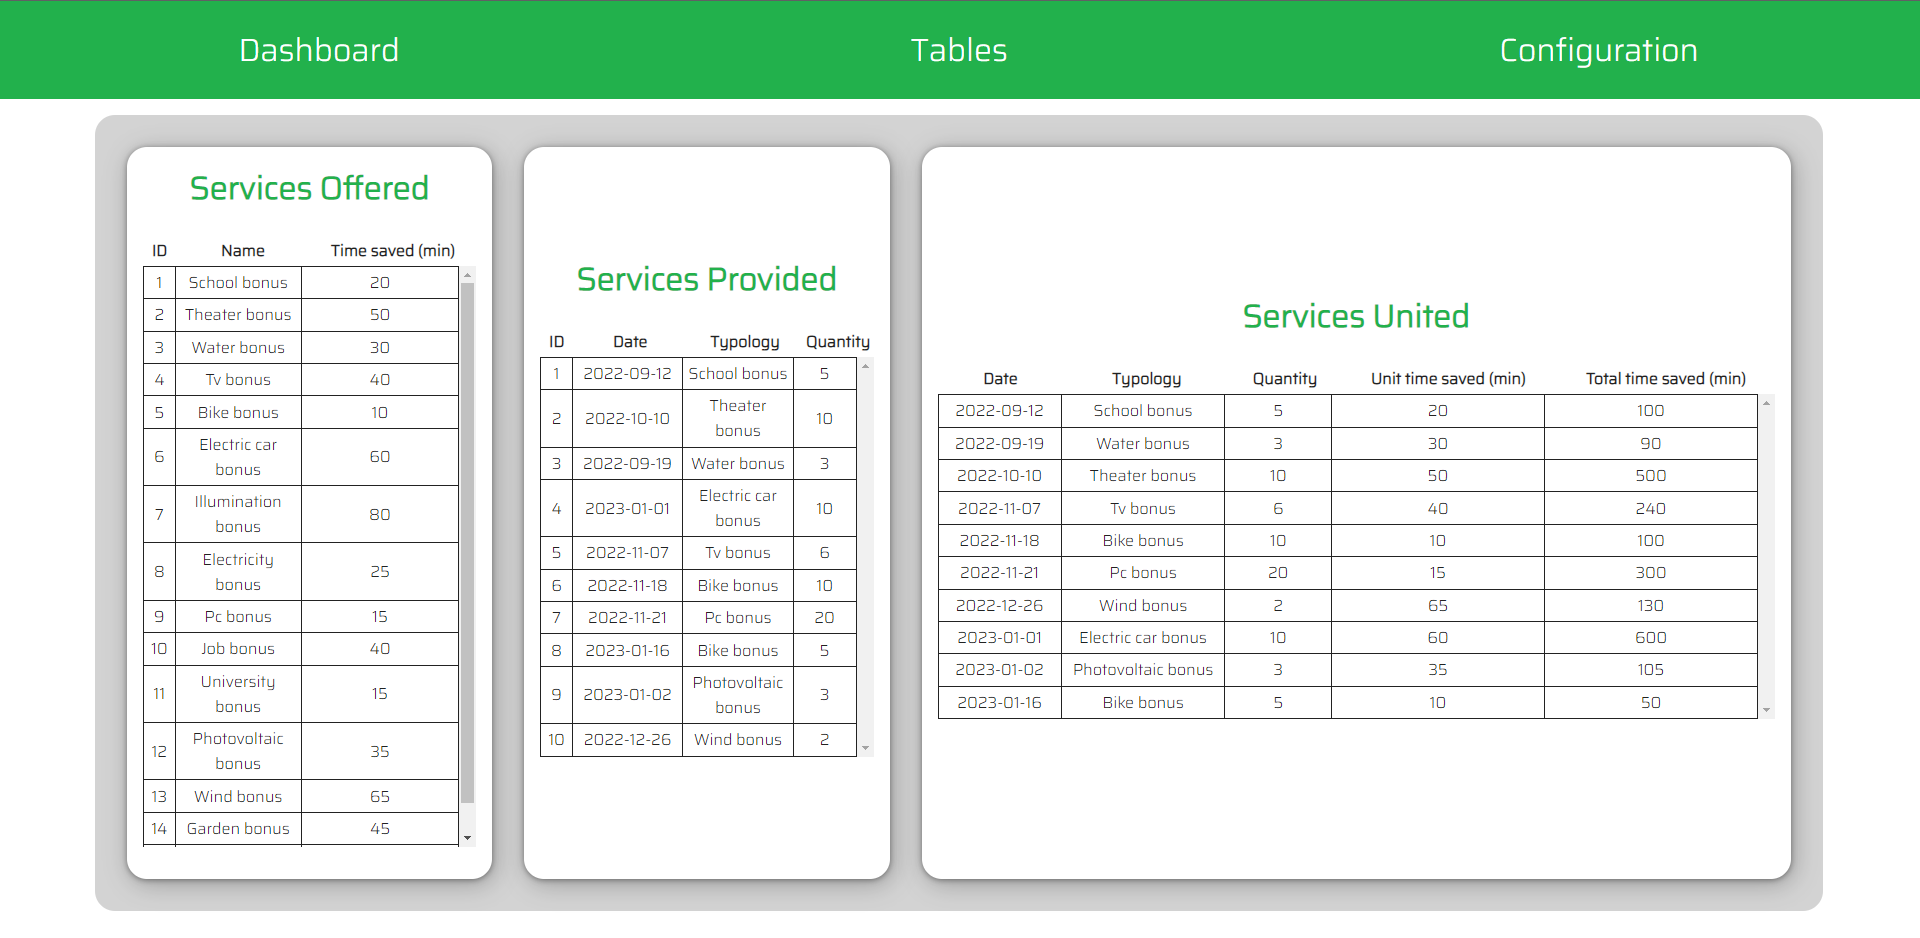 Dashboard Tables Configuration
Services Offered
ID Name Time saved (min)
1 School bonus 20
2 Theater bonus 50
3 Water bonus 30
4 Tv bonus 40
5 Bike bonus 10
6 Electric car bonus 60
7 Illumination bonus 80
8 Electricity bonus 25
9 Pc bonus 15
10 Job bonus 40
11 University bonus 15
12 Photovoltaic bonus 35
13 Wind bonus 65
14 Garden bonus 45
Services Provided
ID Date Typology Quantity
1 2022-09-12 School bonus 5
2 2022-10-10 Theater bonus 10
3 2022-09-19 Water bonus 3
4 2023-01-01 Electric car bonus 10
5 2022-11-07 Tv bonus 6
6 2022-11-18 Bike bonus 10
7 2022-11-21 Pc bonus 20
8 2023-01-16 Bike bonus 5
9 2023-01-02 Photovoltaic bonus 3
10 2022-12-26 Wind bonus 2
Services United
Date Typology Quantity Unit time saved (min) Total time saved (min)
2022-09-12 School bonus 5 20 100
2022-09-19 Water bonus 3 30 90
2022-10-10 Theater bonus 10 50 500
2022-11-07 Tv bonus 6 40 240
2022-11-18 Bike bonus 10 10 100
2022-11-21 Pc bonus 20 15 300
2022-12-26 Wind bonus 2 65 130
2023-01-01 Electric car bonus 10 60 600
2023-01-02 Photovoltaic bonus 3 35 105
2023-01-16 Bike bonus 5 10 50